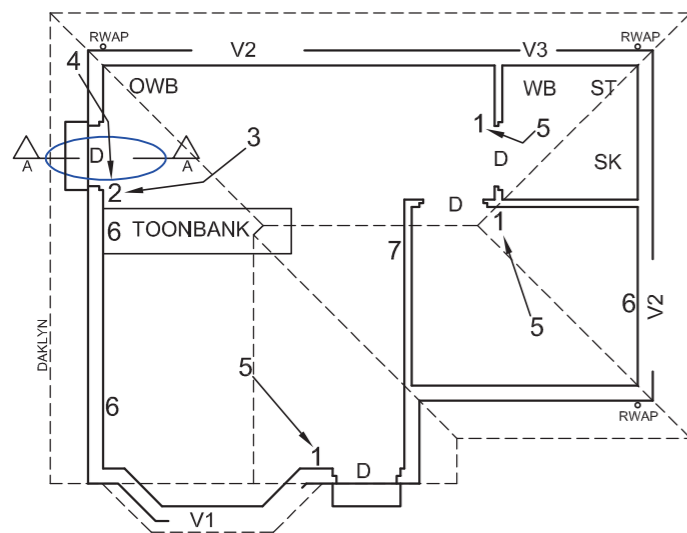 RWAP V2 V3 RWAP
4 OWB WB ST
1 5
3
D D SK
A A
2
D
6 TOONBANK 1
7
6 V2
5
DAKLYN
5
6
RWAP
1 D
V1